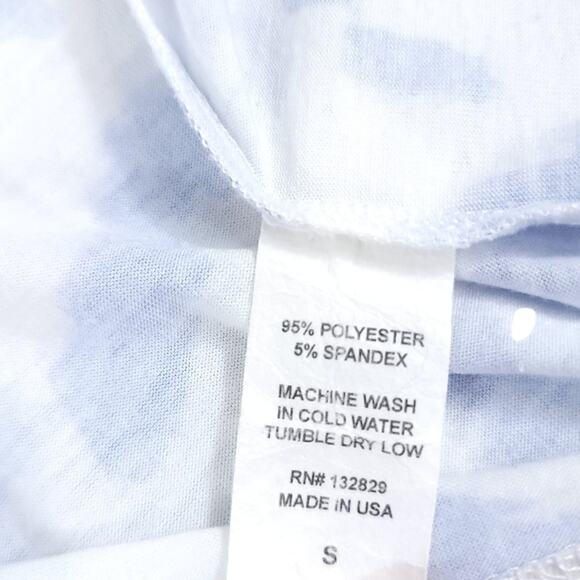 95% POLYESTER
5% SPANDEX
MACHINE WASH
IN COLD WATER
TUMBLE DRY LOW
RN# 132829
MADE IN USA
S